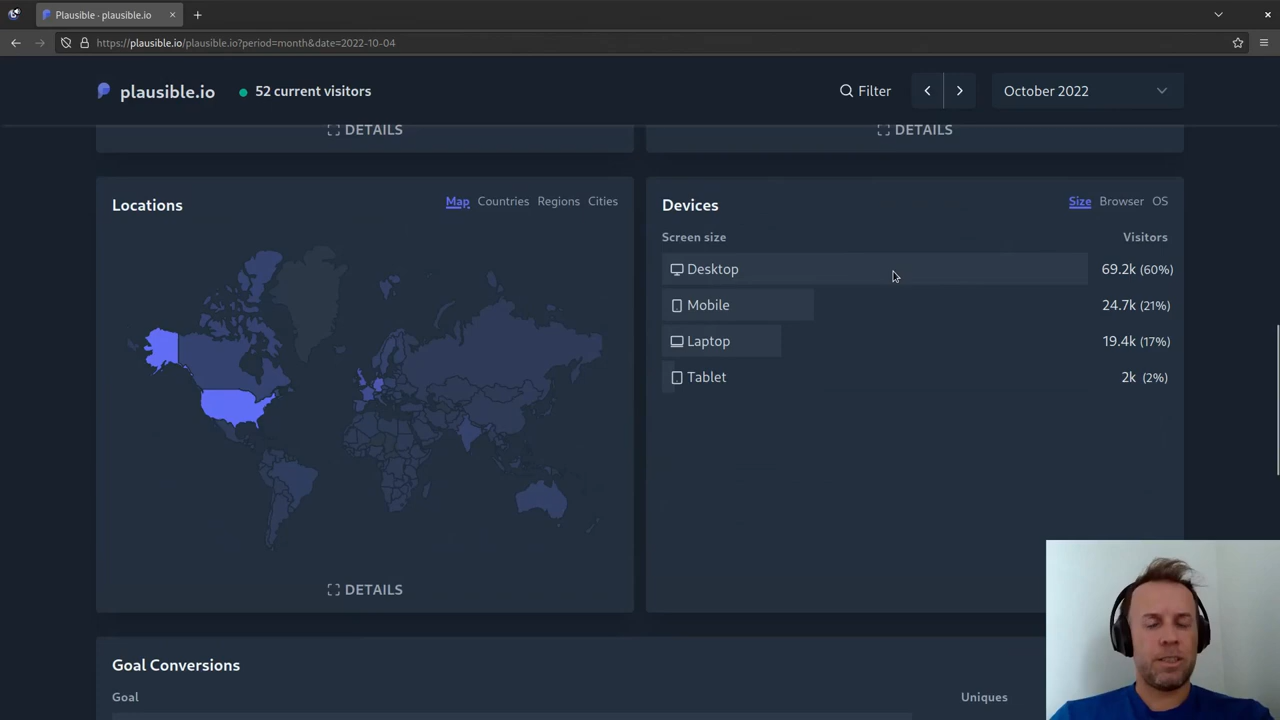 Plausible · plausible.io
https://plausible.io/plausible.io?period=month&date=2022-10-04
plausible.io
52 current visitors
Filter
October 2022
DETAILS
DETAILS
Locations
Map Countries Regions Cities
DETAILS
Devices
Size Browser OS
Screen size Visitors
Desktop 69.2k (60%)
Mobile 24.7k (21%)
Laptop 19.4k (17%)
Tablet 2k (2%)
Goal Conversions
Goal Uniques